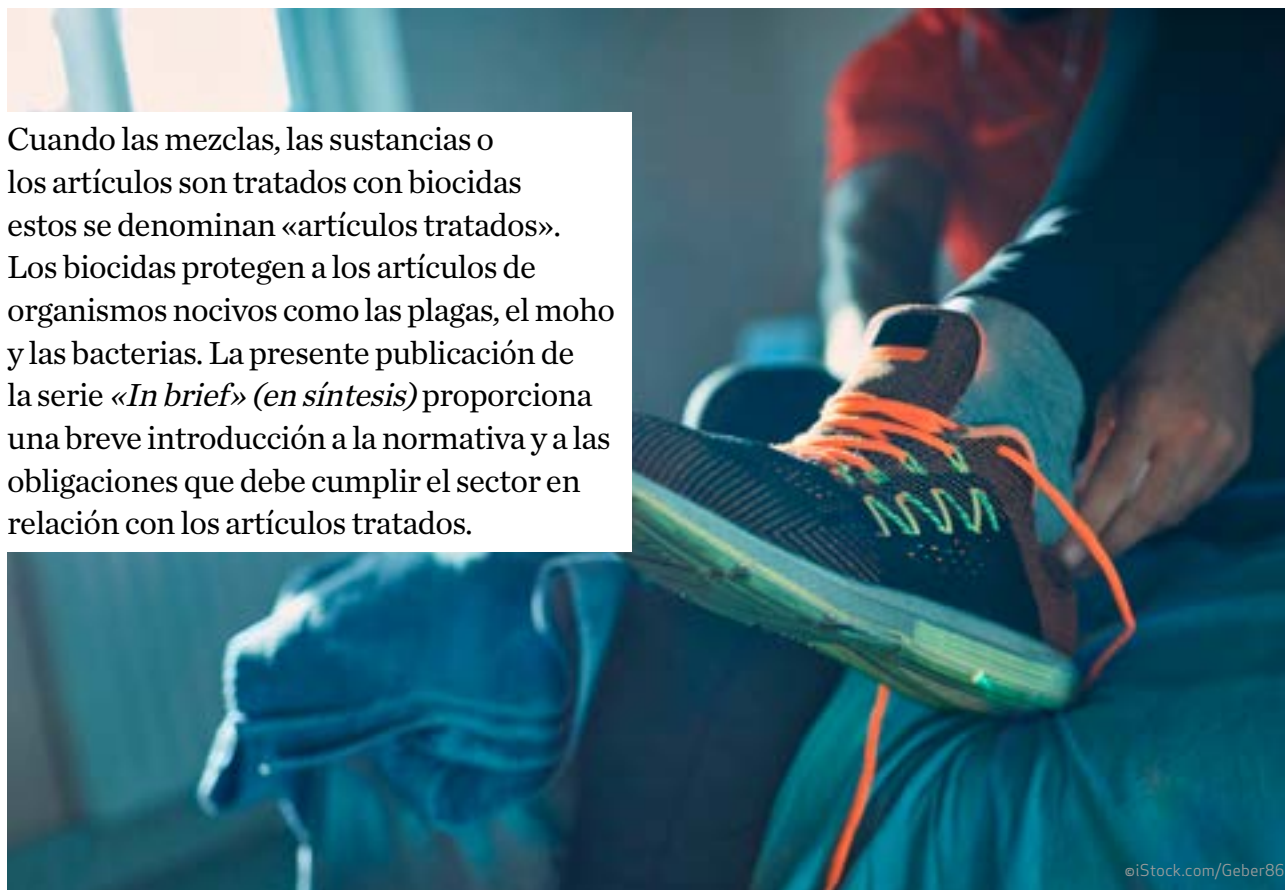 Cuando las mezclas, las sustancias o
los artículos son tratados con biocidas
estos se denominan «artículos tratados».
Los biocidas protegen a los artículos de
organismos nocivos como las plagas, el moho
y las bacterias. La presente publicación de
la serie «In brief» (en síntesis) proporciona
una breve introducción a la normativa y a las
obligaciones que debe cumplir el sector en
relación con los artículos tratados.
©iStock.com/Geber86